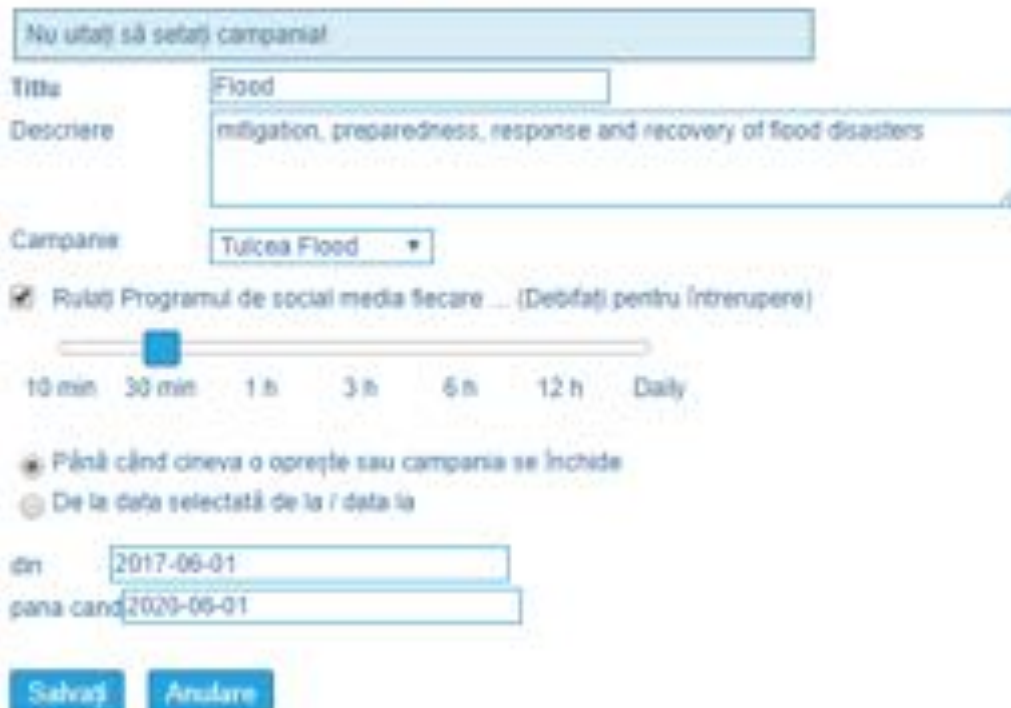 Nu uitați să setați campania!
Titlu Flood
Descriere mitigation, preparedness, response and recovery of flood disasters
Campanie Tulcea Flood
Rulați Programul de social media fiecare ... (Debifați pentru întrerupere)
10 min 30 min 1 h 3 h 6 h 12 h Daily
Până când cineva o oprește sau campania se închide
De la data selectată de la / data la
din 2017-06-01
pana cand 2020-06-01
Salvați Anulare